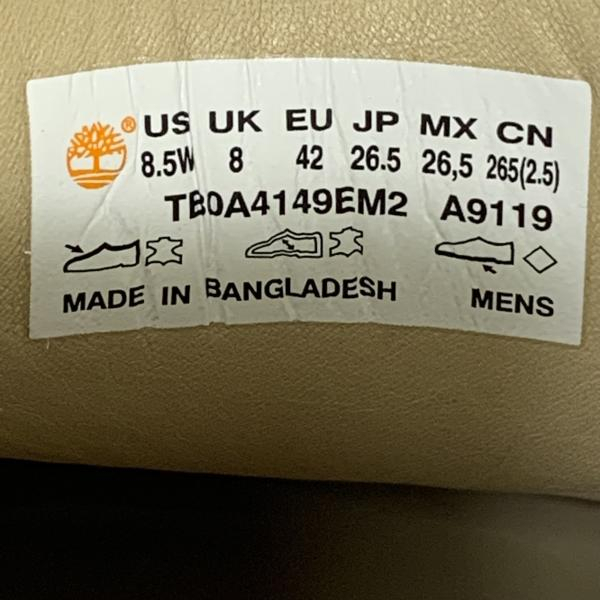 ® US UK EU JP MX CN
8.5W 8 42 26.5 26,5 265(2.5)
TB0A4149EM2 A9119
MADE IN BANGLADESH MENS